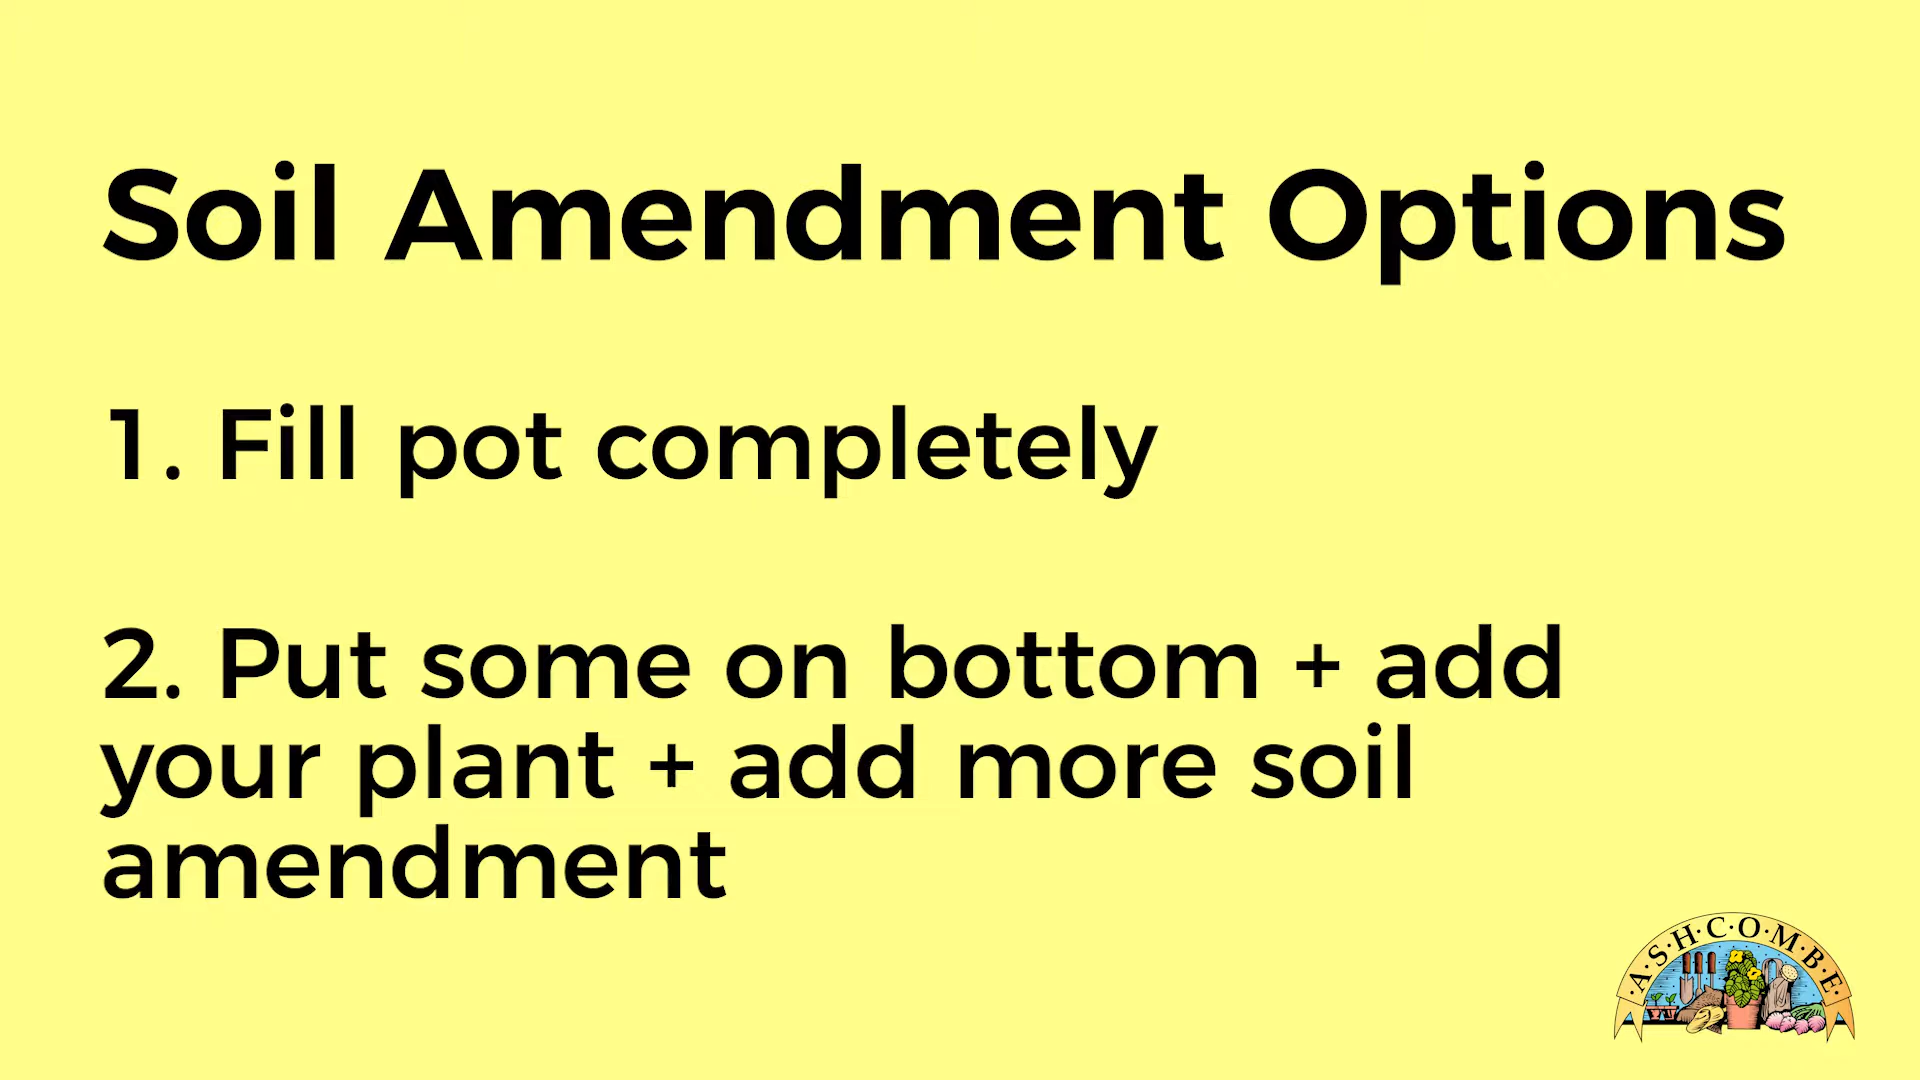 Soil Amendment Options
1. Fill pot completely
2. Put some on bottom + add
your plant + add more soil
amendment
A·S·H·C·O·M·B·E